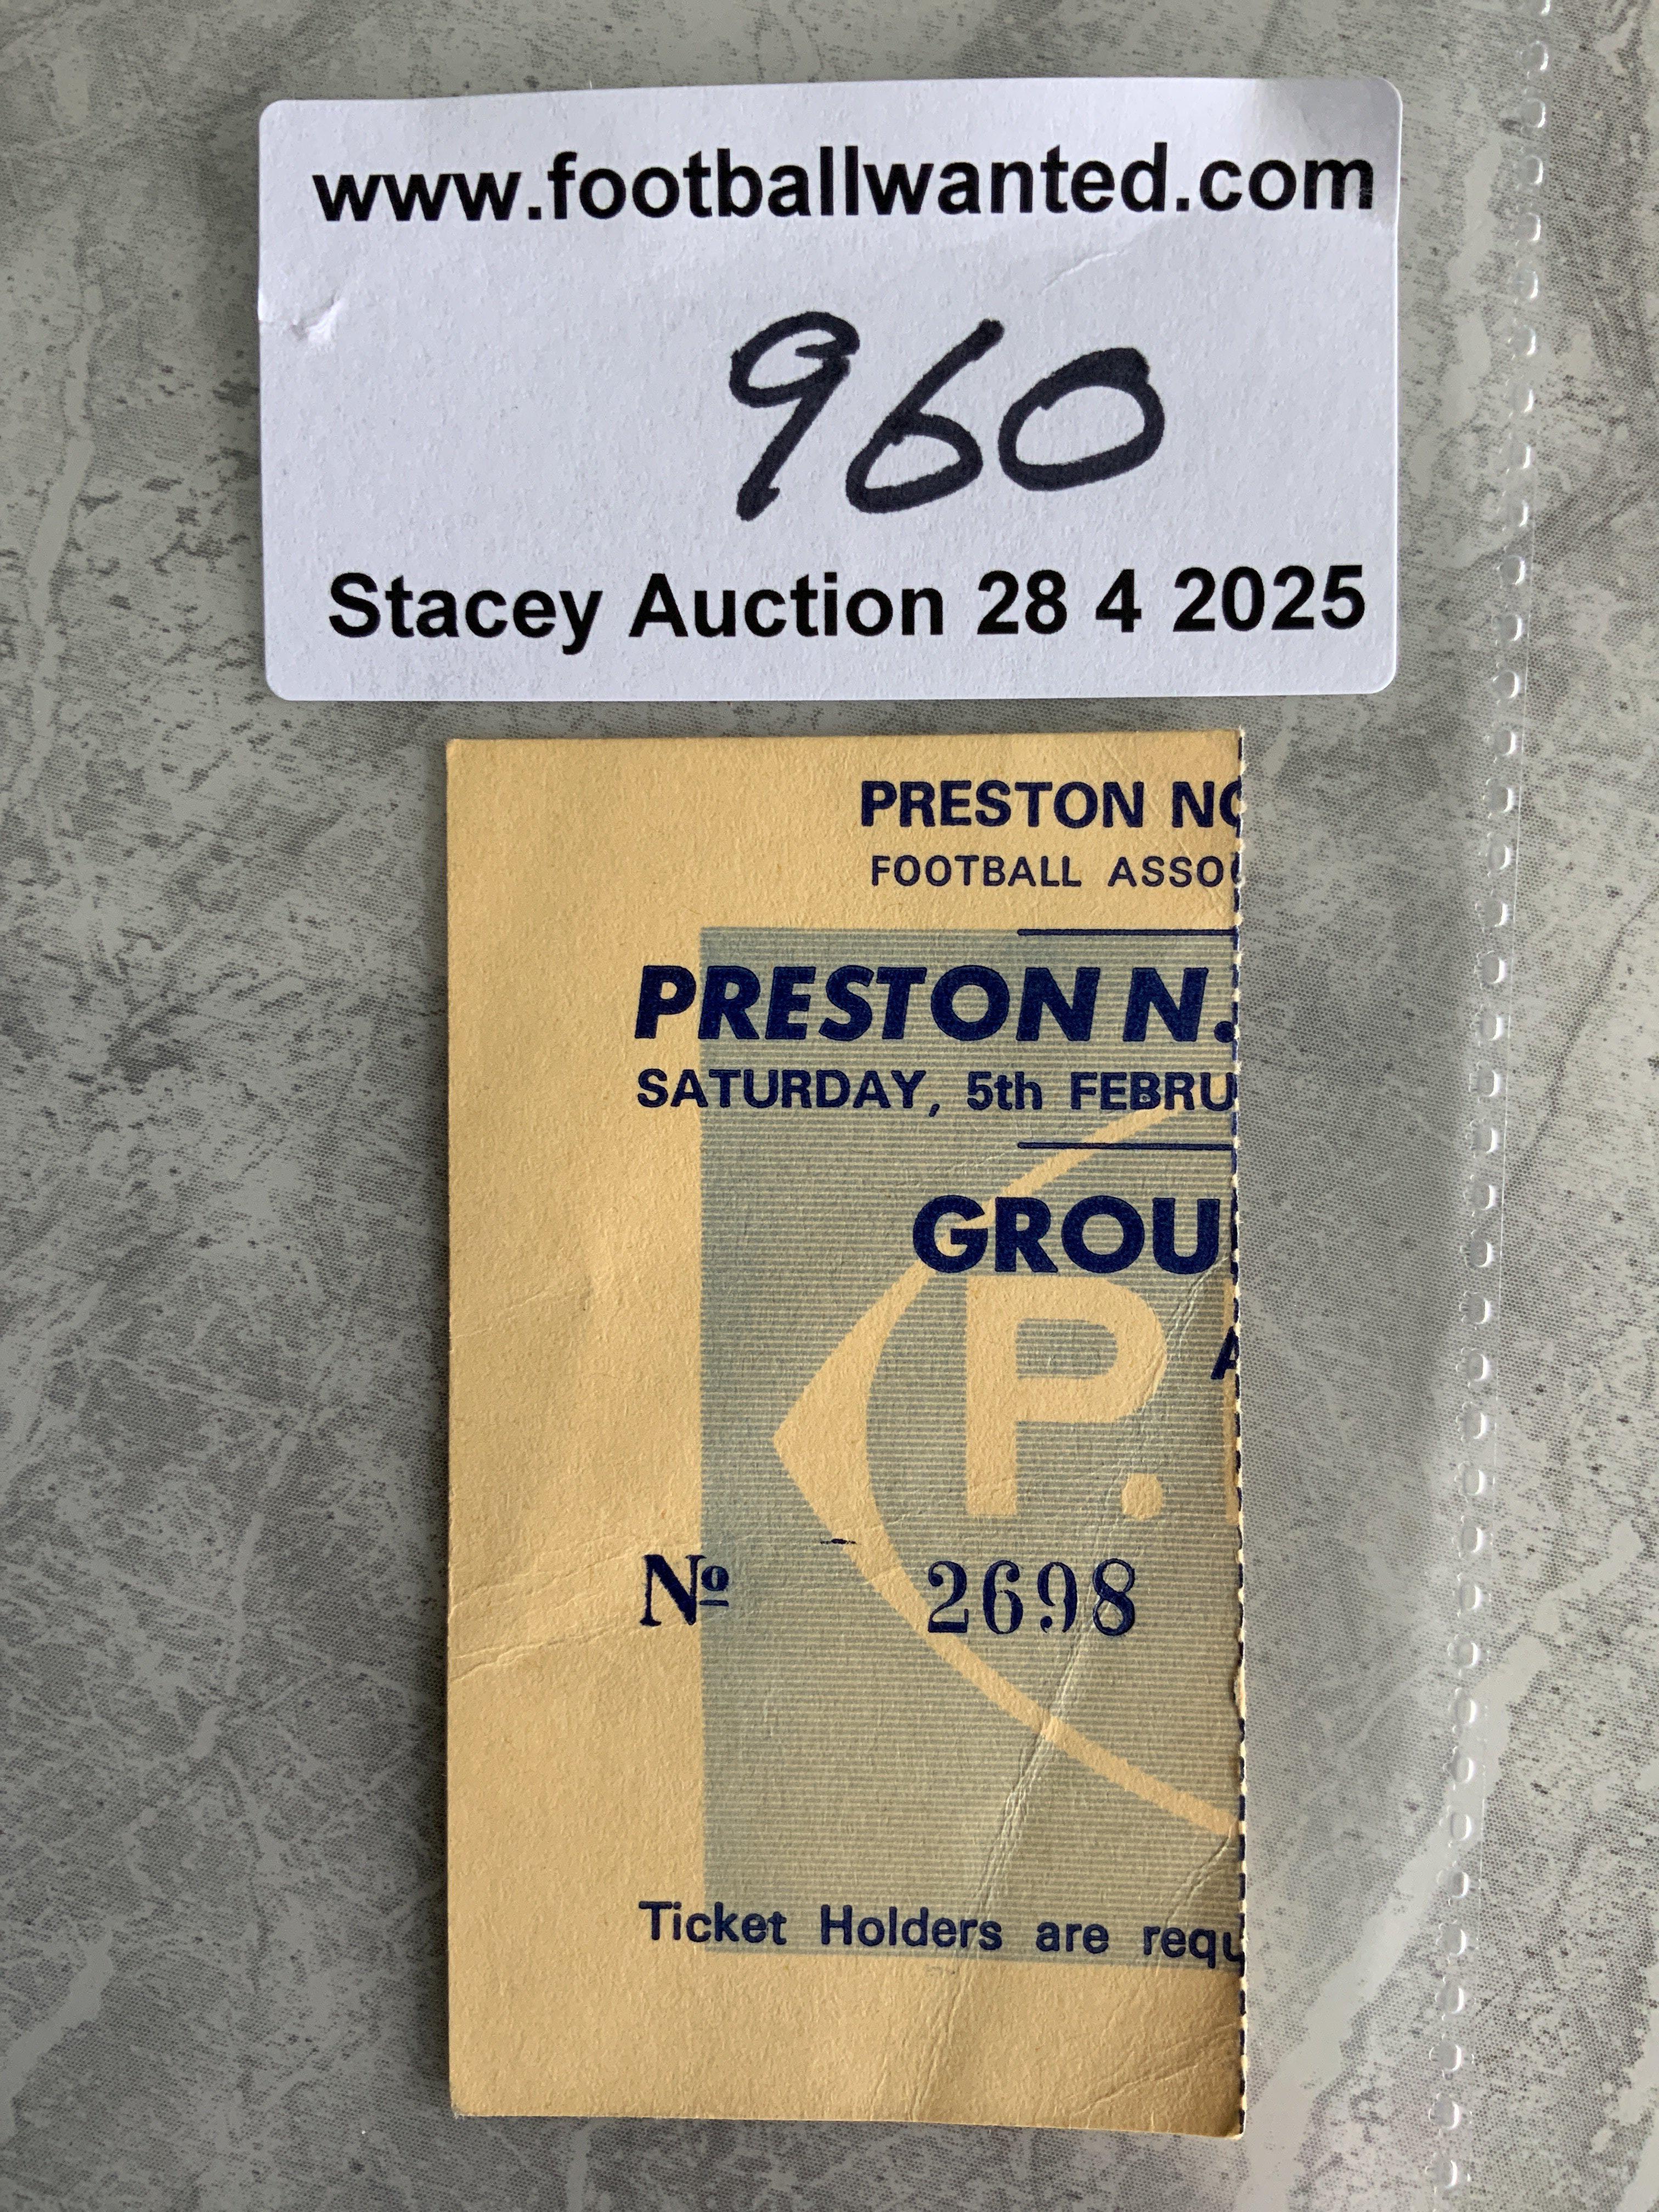 www.footballwanted.com
960
Stacey Auction 28 4 2025
PRESTON NO
FOOTBALL ASSOC
PRESTON N.
SATURDAY, 5th FEBRU
GROU
P.
A
Nº 2698
Ticket Holders are requ